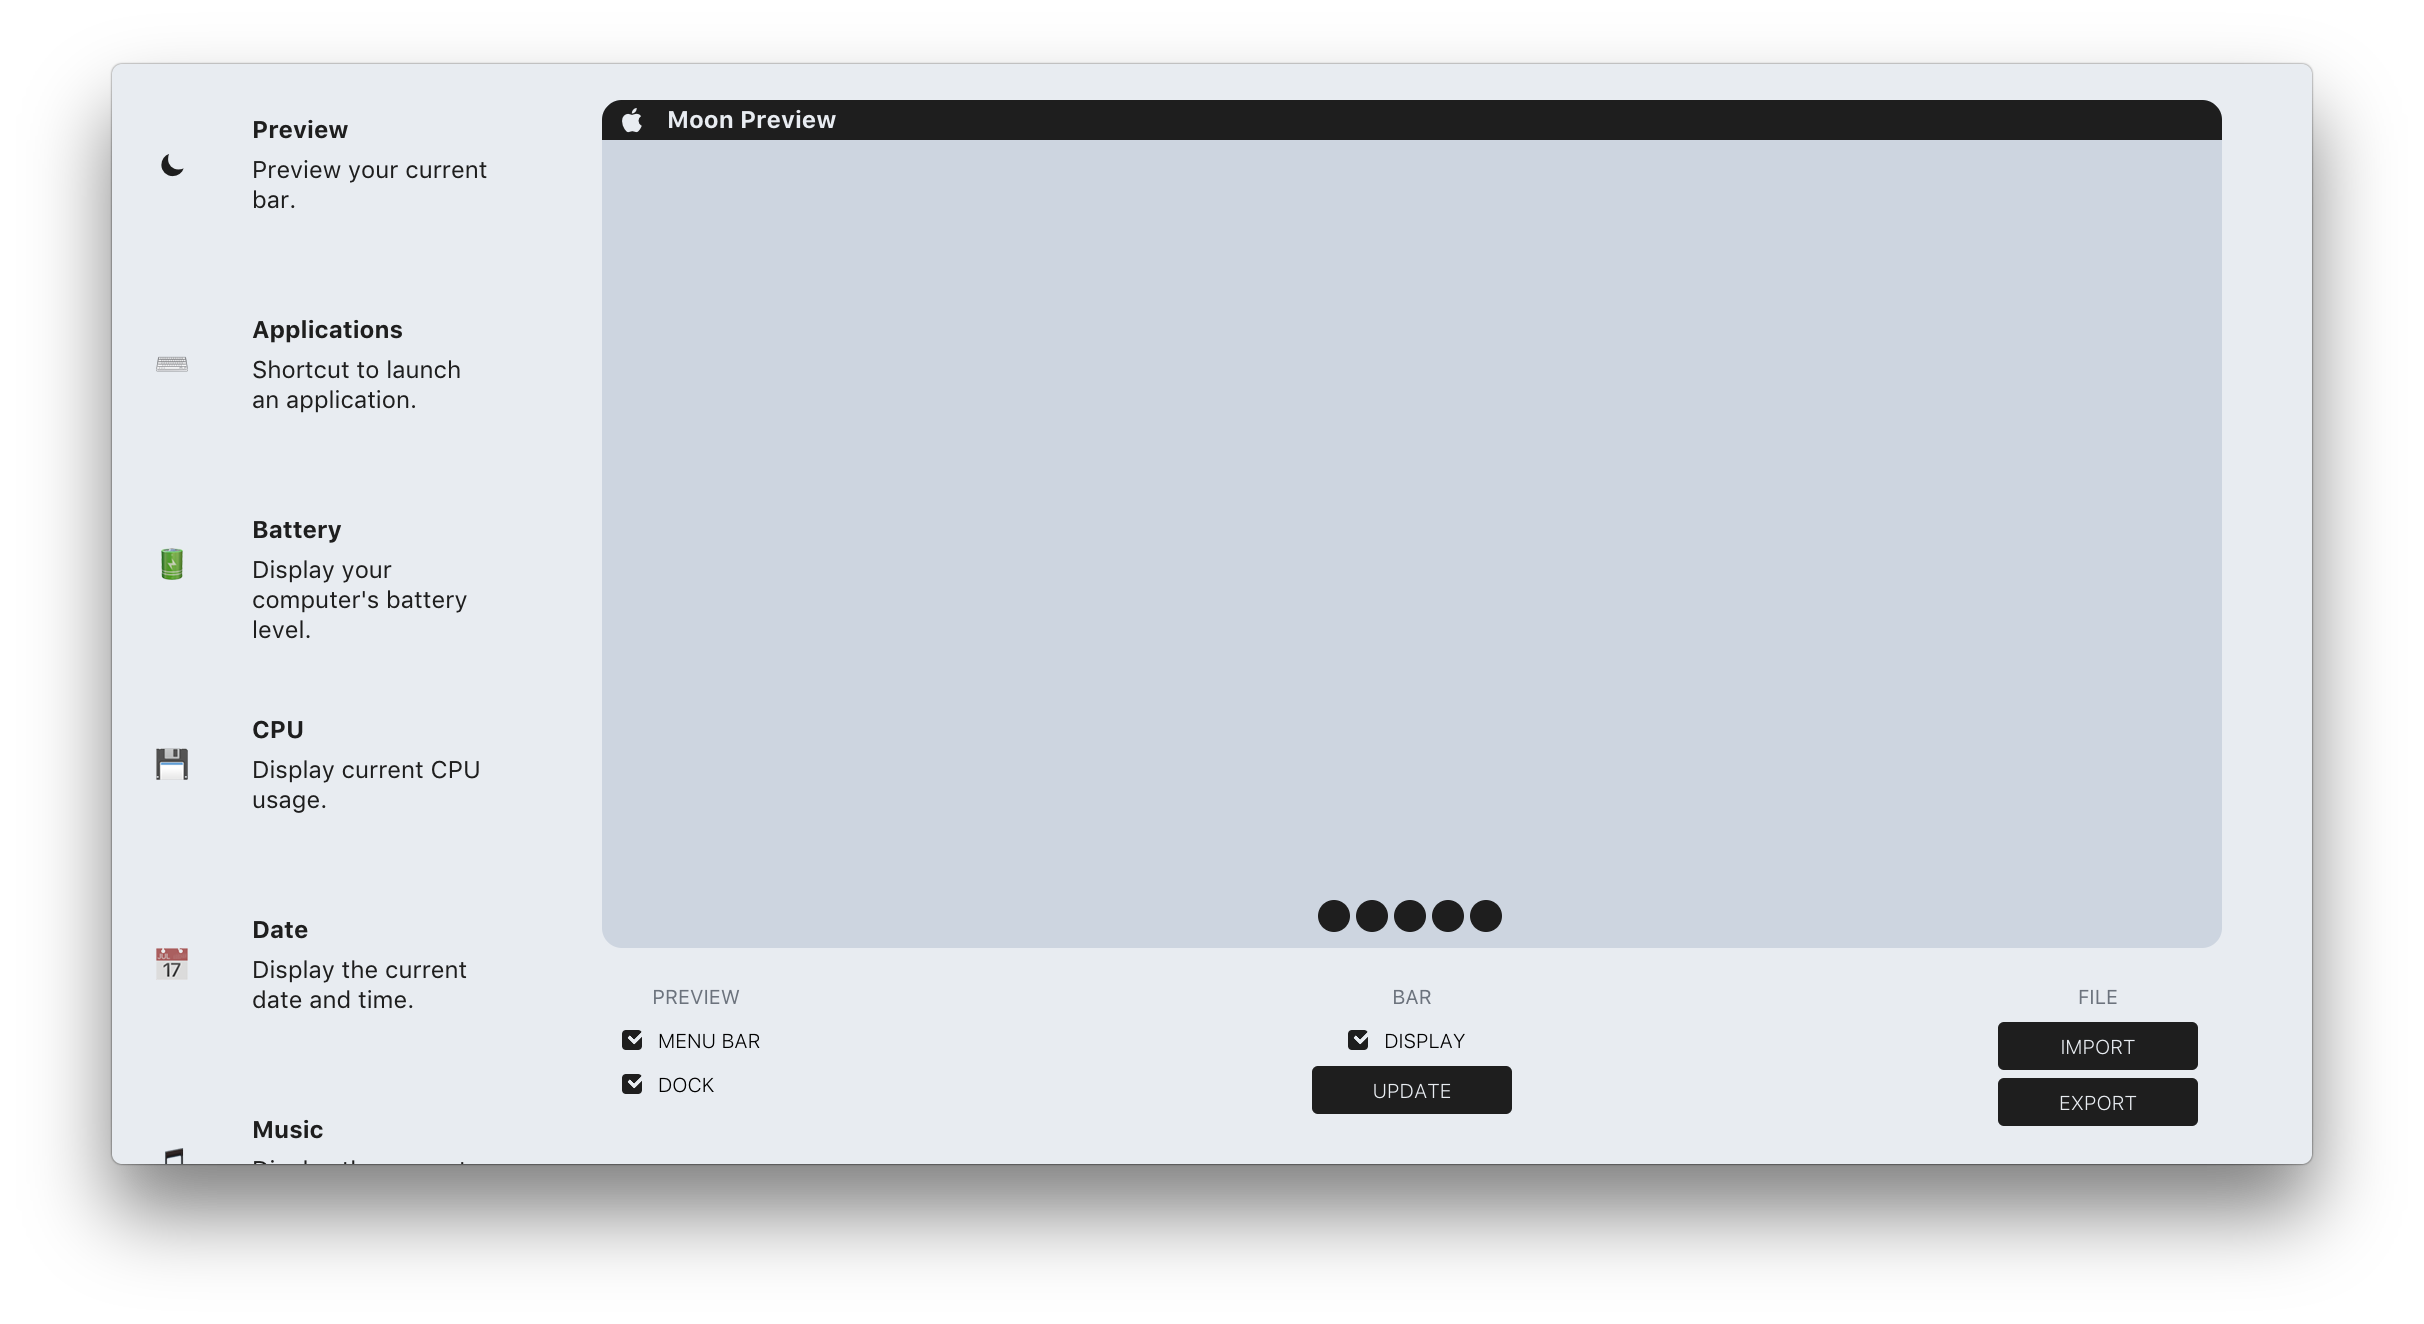 Preview
Preview your current
bar.
Applications
Shortcut to launch
an application.
Battery
Display your
computer's battery
level.
CPU
Display current CPU
usage.
Date
Display the current
date and time.
Music
Moon Preview
PREVIEW
MENU BAR
DOCK
BAR
DISPLAY
UPDATE
FILE
IMPORT
EXPORT
JUL
17